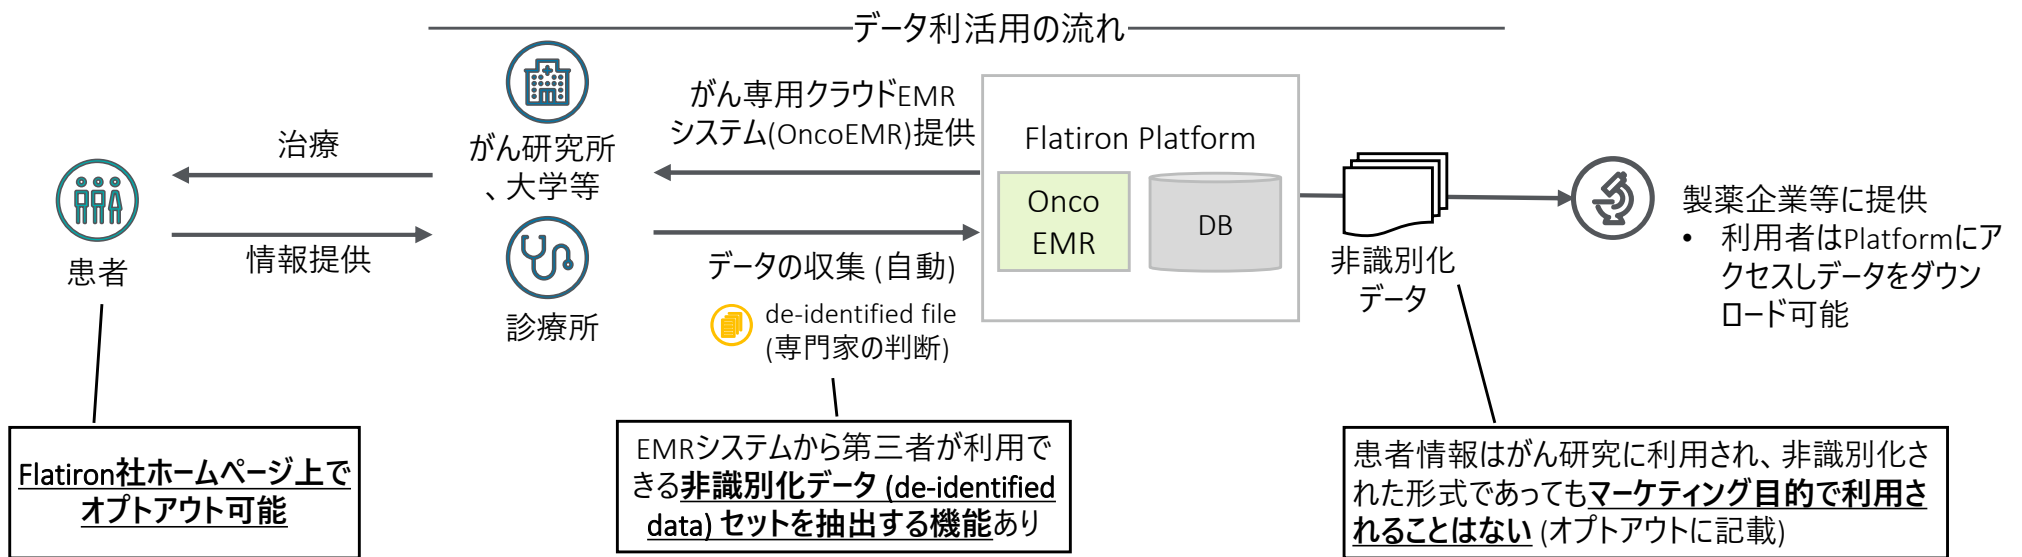 データ利活用の流れ
治療
情報提供
患者
がん研究所
、大学等
診療所
がん専用クラウドEMR
システム(OncoEMR)提供
データの収集 (自動)
de-identified file
(専門家の判断)
Flatiron Platform
Onco
EMR
DB
非識別化
データ
製薬企業等に提供
• 利用者はPlatformにア
クセスしデータをダウン
ロード可能
Flatiron社ホームページ上で
オプトアウト可能
EMRシステムから第三者が利用で
きる非識別化データ (de-identified
data) セットを抽出する機能あり
患者情報はがん研究に利用され、非識別化さ
れた形式であってもマーケティング目的で利用さ
れることはない (オプトアウトに記載)